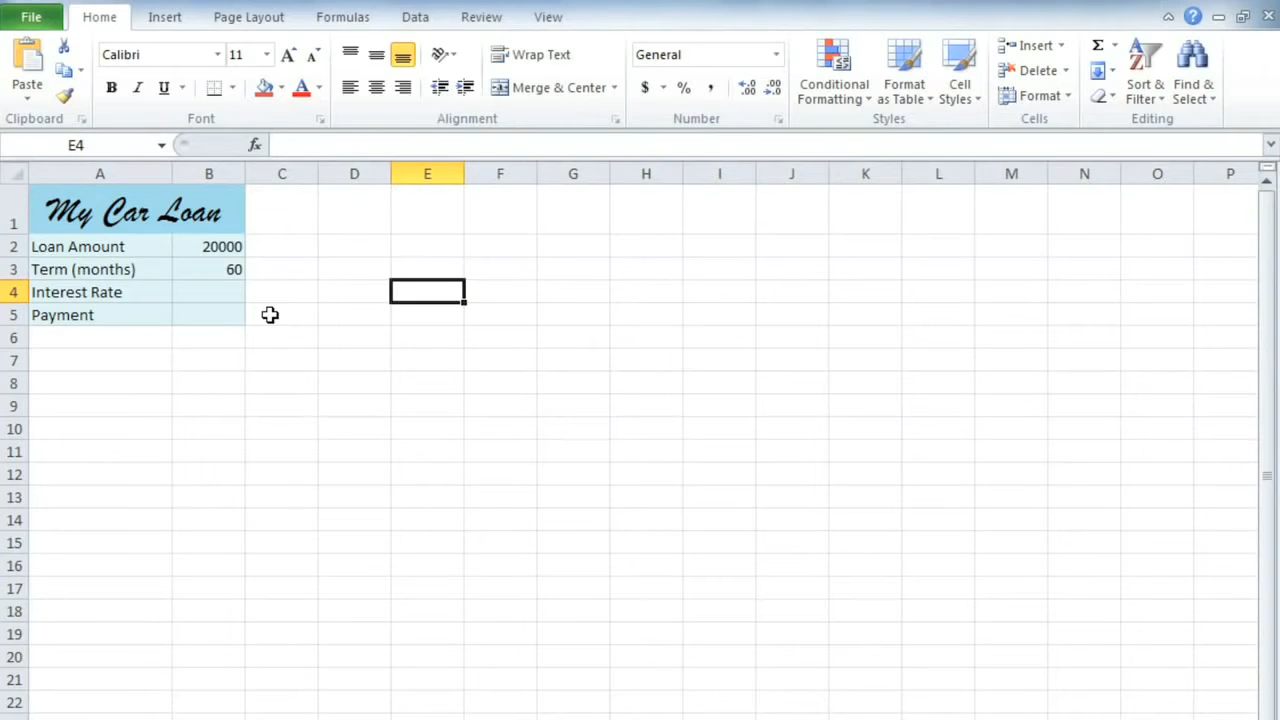 File Home Insert Page Layout Formulas Data Review View
Paste
Calibri 11
B I U
Wrap Text
Merge & Center
General
$ % ,
Conditional Formatting
Format as Table
Cell Styles
Insert
Delete
Format
Σ
Sort & Filter
Find & Select
Clipboard Font Alignment Number Styles Cells Editing
E4 fx
A B C D E F G H I J K L M N O P
1 My Car Loan
2 Loan Amount 20000
3 Term (months) 60
4 Interest Rate
5 Payment
6
7
8
9
10
11
12
13
14
15
16
17
18
19
20
21
22